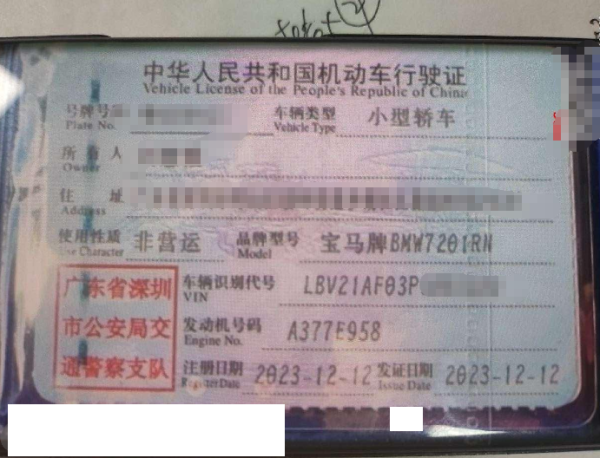 中华人民共和国机动车行驶证
Vehicle License of the People's Republic of China
号牌号 车辆类型 小型轿车
Plate No. Vehicle Type
所有人
Owner
住址
Address
使用性质 非营运 品牌型号 宝马牌BMW7201RN
Use Character Model
广东省深圳 车辆识别代号 LBV21AF03P
VIN
市公安局交 发动机号码 A377E958
Engine No.
通警察支队 注册日期 2023-12-12 发证日期 2023-12-12
Register Date Issue Date